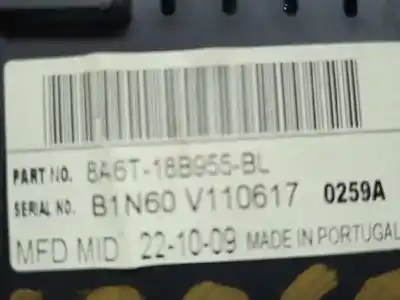 PART NO. 8A6T-18B955-BL
SERIAL NO. B1N60 V110617 0259A
MFD MID 22-10-09 MADE IN PORTUGAL